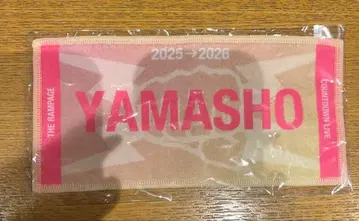 2025→2026
THE RAMPAGE
YAMASHO
COUNTDOWN LIVE